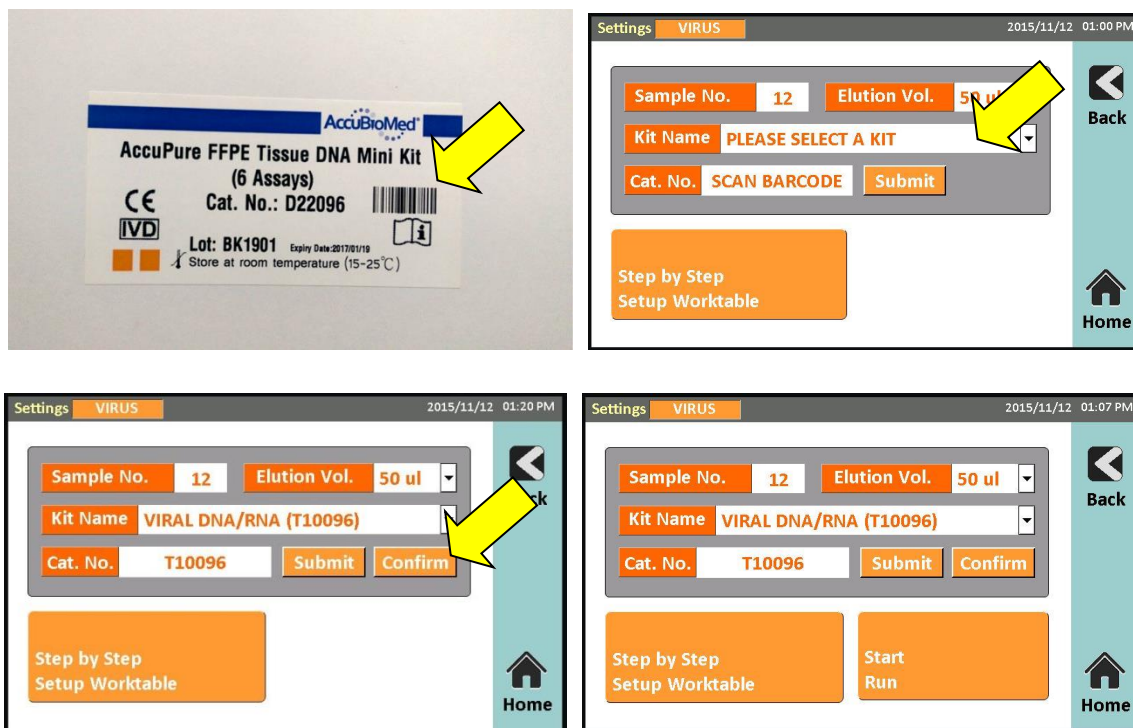 AccuBioMed
AccuPure FFPE Tissue DNA Mini Kit
(6 Assays)
CE
Cat. No.: D22096
IVD
i
Lot: BK1901 Expiry Date:2017/01/19
Store at room temperature (15-25℃)
Settings VIRUS 2015/11/12 01:00 PM
Sample No. 12 Elution Vol.
Back
Kit Name PLEASE SELECT A KIT
Cat. No. SCAN BARCODE Submit
Step by Step
Setup Worktable
Home
Settings VIRUS 2015/11/12 01:20 PM
Sample No. 12 Elution Vol. 50 ul
Kit Name VIRAL DNA/RNA (T10096)
Cat. No. T10096 Submit Confirm
Step by Step
Setup Worktable
Home
Settings VIRUS 2015/11/12 01:07 PM
Sample No. 12 Elution Vol. 50 ul
Back
Kit Name VIRAL DNA/RNA (T10096)
Cat. No. T10096 Submit Confirm
Step by Step
Setup Worktable
Start
Run
Home